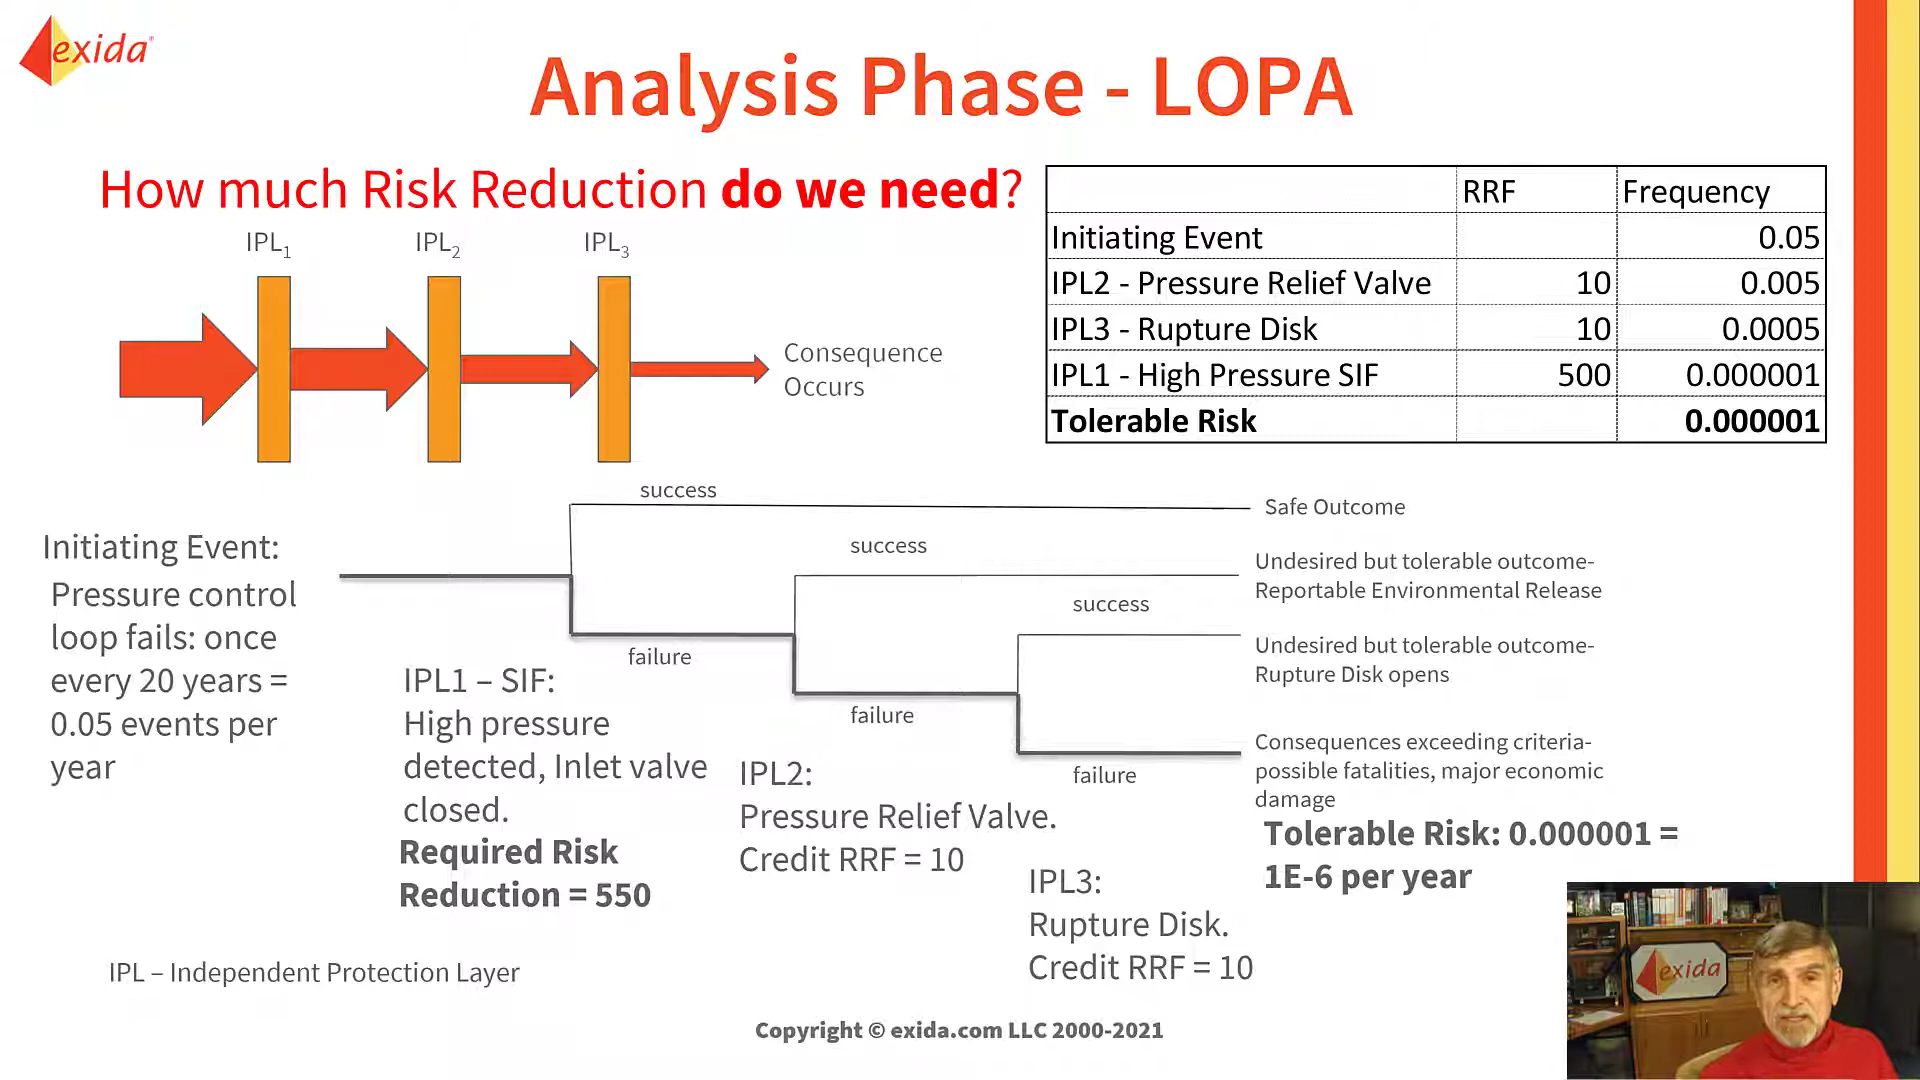 exida
Analysis Phase - LOPA
How much Risk Reduction do we need?
IPL1
IPL2
IPL3
Consequence
Occurs
RRF Frequency
Initiating Event 0.05
IPL2 - Pressure Relief Valve 10 0.005
IPL3 - Rupture Disk 10 0.0005
IPL1 - High Pressure SIF 500 0.000001
Tolerable Risk 0.000001
success
Safe Outcome
success
Undesired but tolerable outcome-
Reportable Environmental Release
success
Undesired but tolerable outcome-
Rupture Disk opens
Initiating Event:
Pressure control
loop fails: once
every 20 years =
0.05 events per
year
failure
IPL1 – SIF:
High pressure
detected, Inlet valve
closed.
Required Risk
Reduction = 550
failure
IPL2:
Pressure Relief Valve.
Credit RRF = 10
failure
IPL3:
Rupture Disk.
Credit RRF = 10
Consequences exceeding criteria-
possible fatalities, major economic
damage
Tolerable Risk: 0.000001 =
1E-6 per year
IPL – Independent Protection Layer
Copyright © exida.com LLC 2000-2021
exida